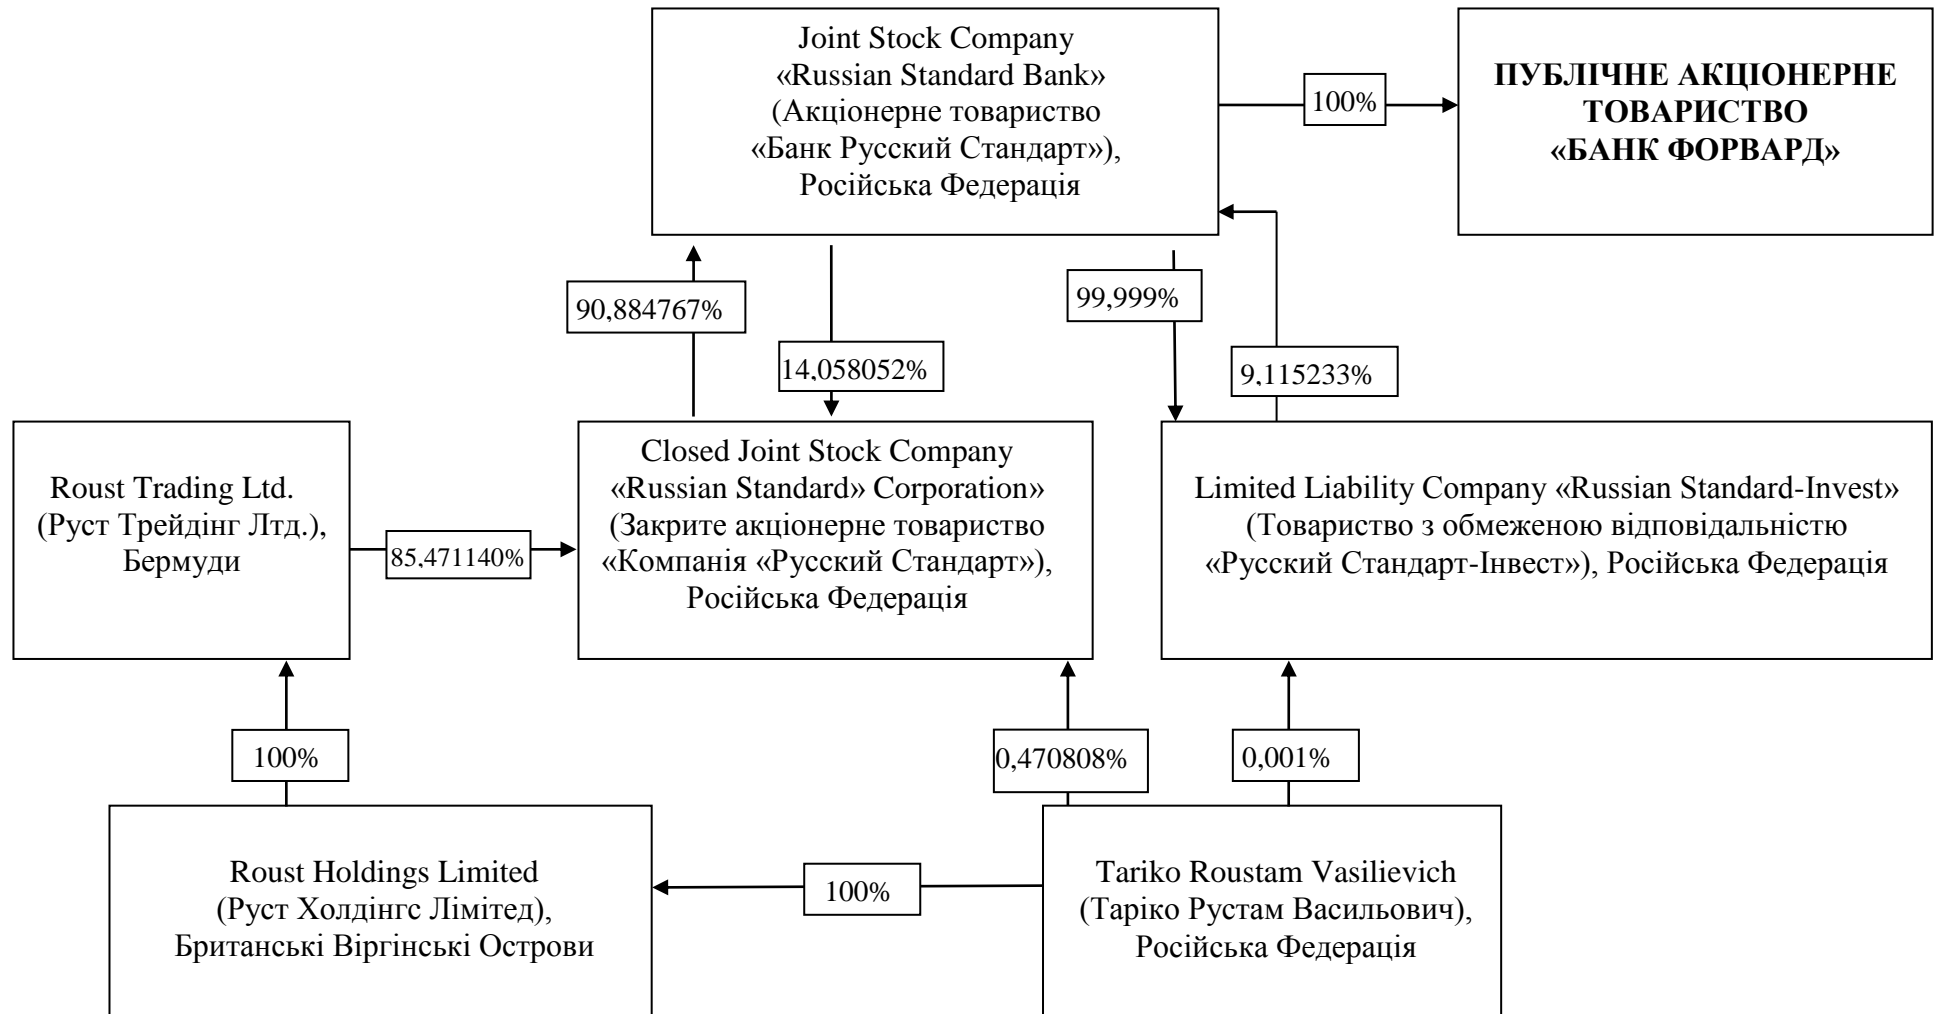 Joint Stock Company
«Russian Standard Bank»
(Акціонерне товариство
«Банк Русский Стандарт»),
Російська Федерація
100%
ПУБЛІЧНЕ АКЦІОНЕРНЕ
ТОВАРИСТВО
«БАНК ФОРВАРД»
90,884767%
14,058052%
99,999%
9,115233%
Roust Trading Ltd.
(Руст Трейдінг Лтд.),
Бермуди
85,471140%
Closed Joint Stock Company
«Russian Standard» Corporation»
(Закрите акціонерне товариство
«Компанія «Русский Стандарт»),
Російська Федерація
Limited Liability Company «Russian Standard-Invest»
(Товариство з обмеженою відповідальністю
«Русский Стандарт-Інвест»), Російська Федерація
100%
0,470808%
0,001%
Roust Holdings Limited
(Руст Холдінгс Лімітед),
Британські Віргінські Острови
100%
Tariko Roustam Vasilievich
(Таріко Рустам Васильович),
Російська Федерація